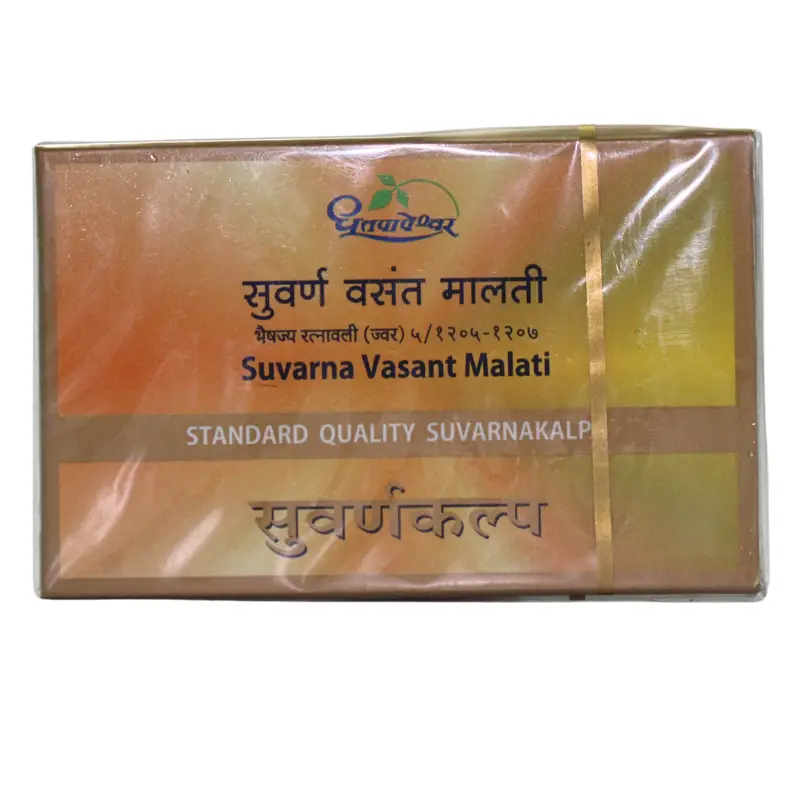 धूतपापेश्वर
सुवर्ण वसंत मालती
भैषज्य रत्नावली (ज्वर) ५/१२०५-१२०७
Suvarna Vasant Malati
STANDARD QUALITY SUVARNAKALP
सुवर्णकल्प